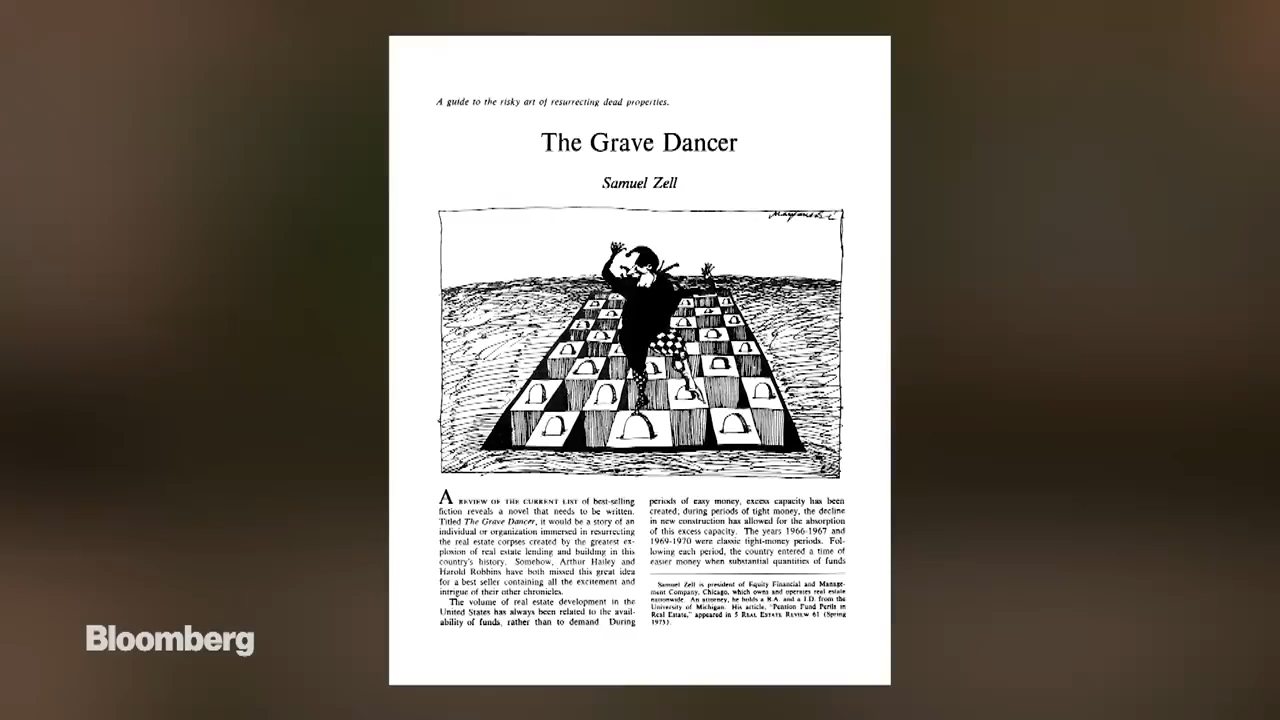 A guide to the risky art of resurrecting dead properties.
The Grave Dancer
Samuel Zell
A REVIEW OF THE CURRENT LIST of best-selling
fiction reveals a novel that needs to be written.
Titled The Grave Dancer, it would be a story of an
individual or organization immersed in resurrecting
the real estate corpses created by the greatest ex-
plosion of real estate lending and building in this
country's history. Somehow, Arthur Hailey and
Harold Robbins have both missed this great idea
for a best seller containing all the excitement and
intrigue of their other chronicles.
The volume of real estate development in the
United States has always been related to the avail-
ability of funds, rather than to demand During
periods of easy money, excess capacity has been
created; during periods of tight money, the decline
in new construction has allowed for the absorption
of this excess capacity. The years 1966-1967 and
1969-1970 were classic tight-money periods. Fol-
lowing each period, the country entered a time of
easier money when substantial quantities of funds
Samuel Zell is president of Equity Financial and Manage-
ment Company, Chicago, which owns and operates real estate
nationwide. An attorney, he holds a B.A. and a J.D. from the
University of Michigan. His article, "Pension Fund Perils in
Real Estate," appeared in 5 REAL ESTATE REVIEW 61 (Spring
1975).
Bloomberg